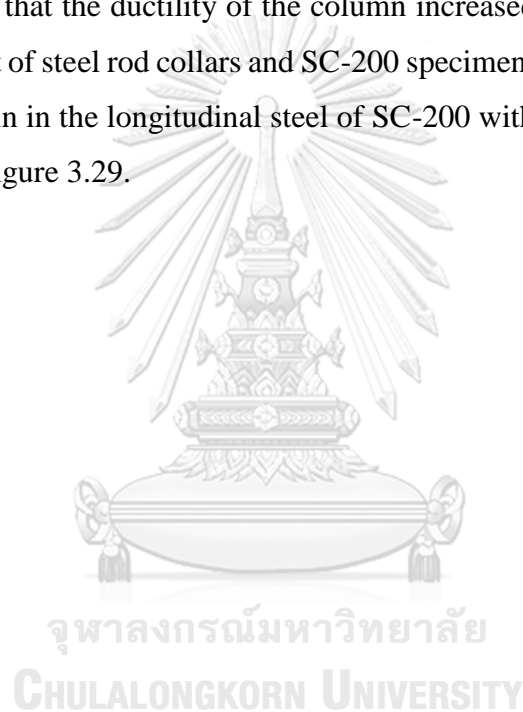 that the ductility of the column increased
of steel rod collars and SC-200 specimen
in the longitudinal steel of SC-200 with
gure 3.29.
จุฬาลงกรณ์มหาวิทยาลัย
CHULALONGKORN UNIVERSITY